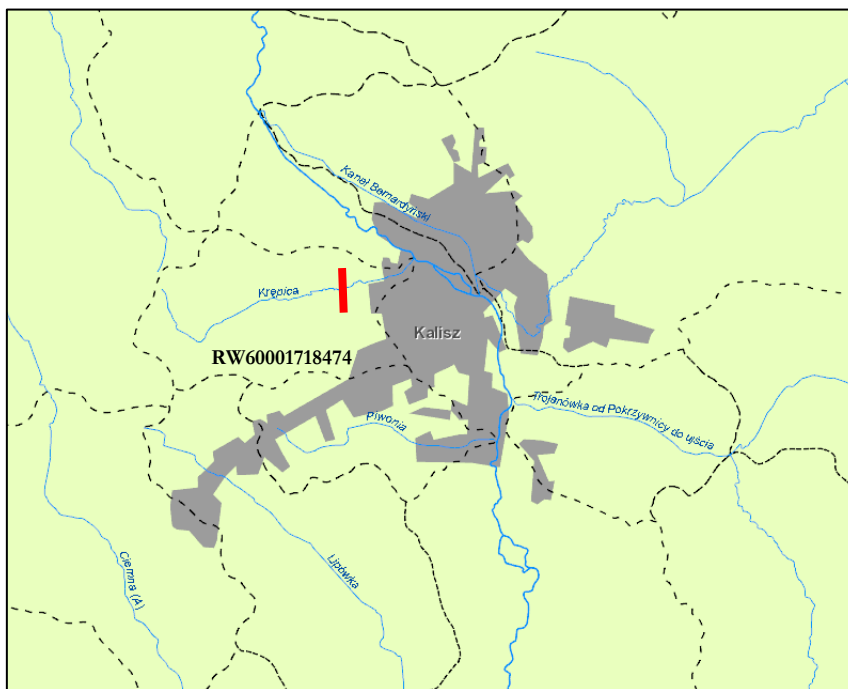 Kanał Bernardyński
Krępica
Kalisz
RW60001718474
Trojanówka od Pokrzywnicy do ujścia
Piwonia
Lipówka
Ciemna (A)